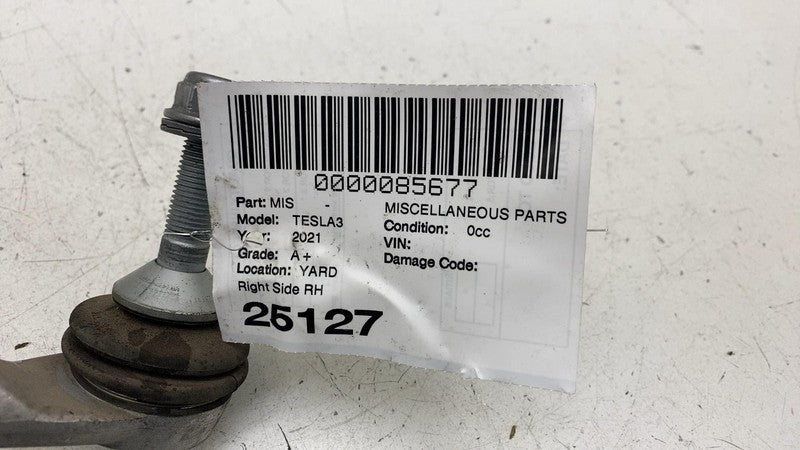 0000085677
Part: MIS - MISCELLANEOUS PARTS
Model: TESLA3 Condition: 0cc
Year: 2021 VIN:
Grade: A+ Damage Code:
Location: YARD
Right Side RH
25127